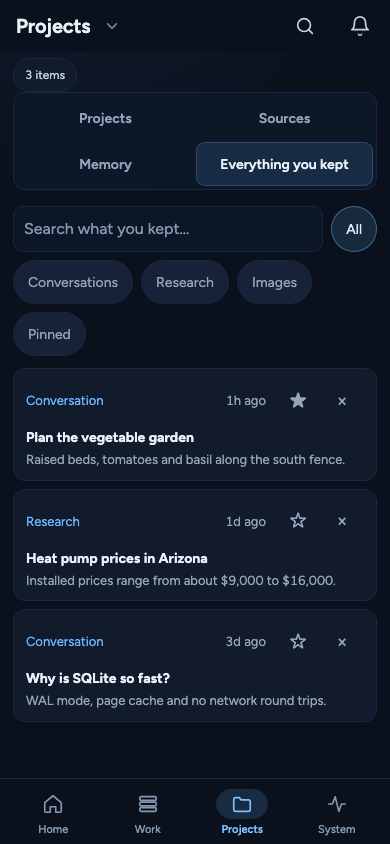 Projects
3 items
Projects
Sources
Memory
Everything you kept
Search what you kept...
All
Conversations
Research
Images
Pinned
Conversation
1h ago
Plan the vegetable garden
Raised beds, tomatoes and basil along the south fence.
Research
1d ago
Heat pump prices in Arizona
Installed prices range from about $9,000 to $16,000.
Conversation
3d ago
Why is SQLite so fast?
WAL mode, page cache and no network round trips.
Home
Work
Projects
System